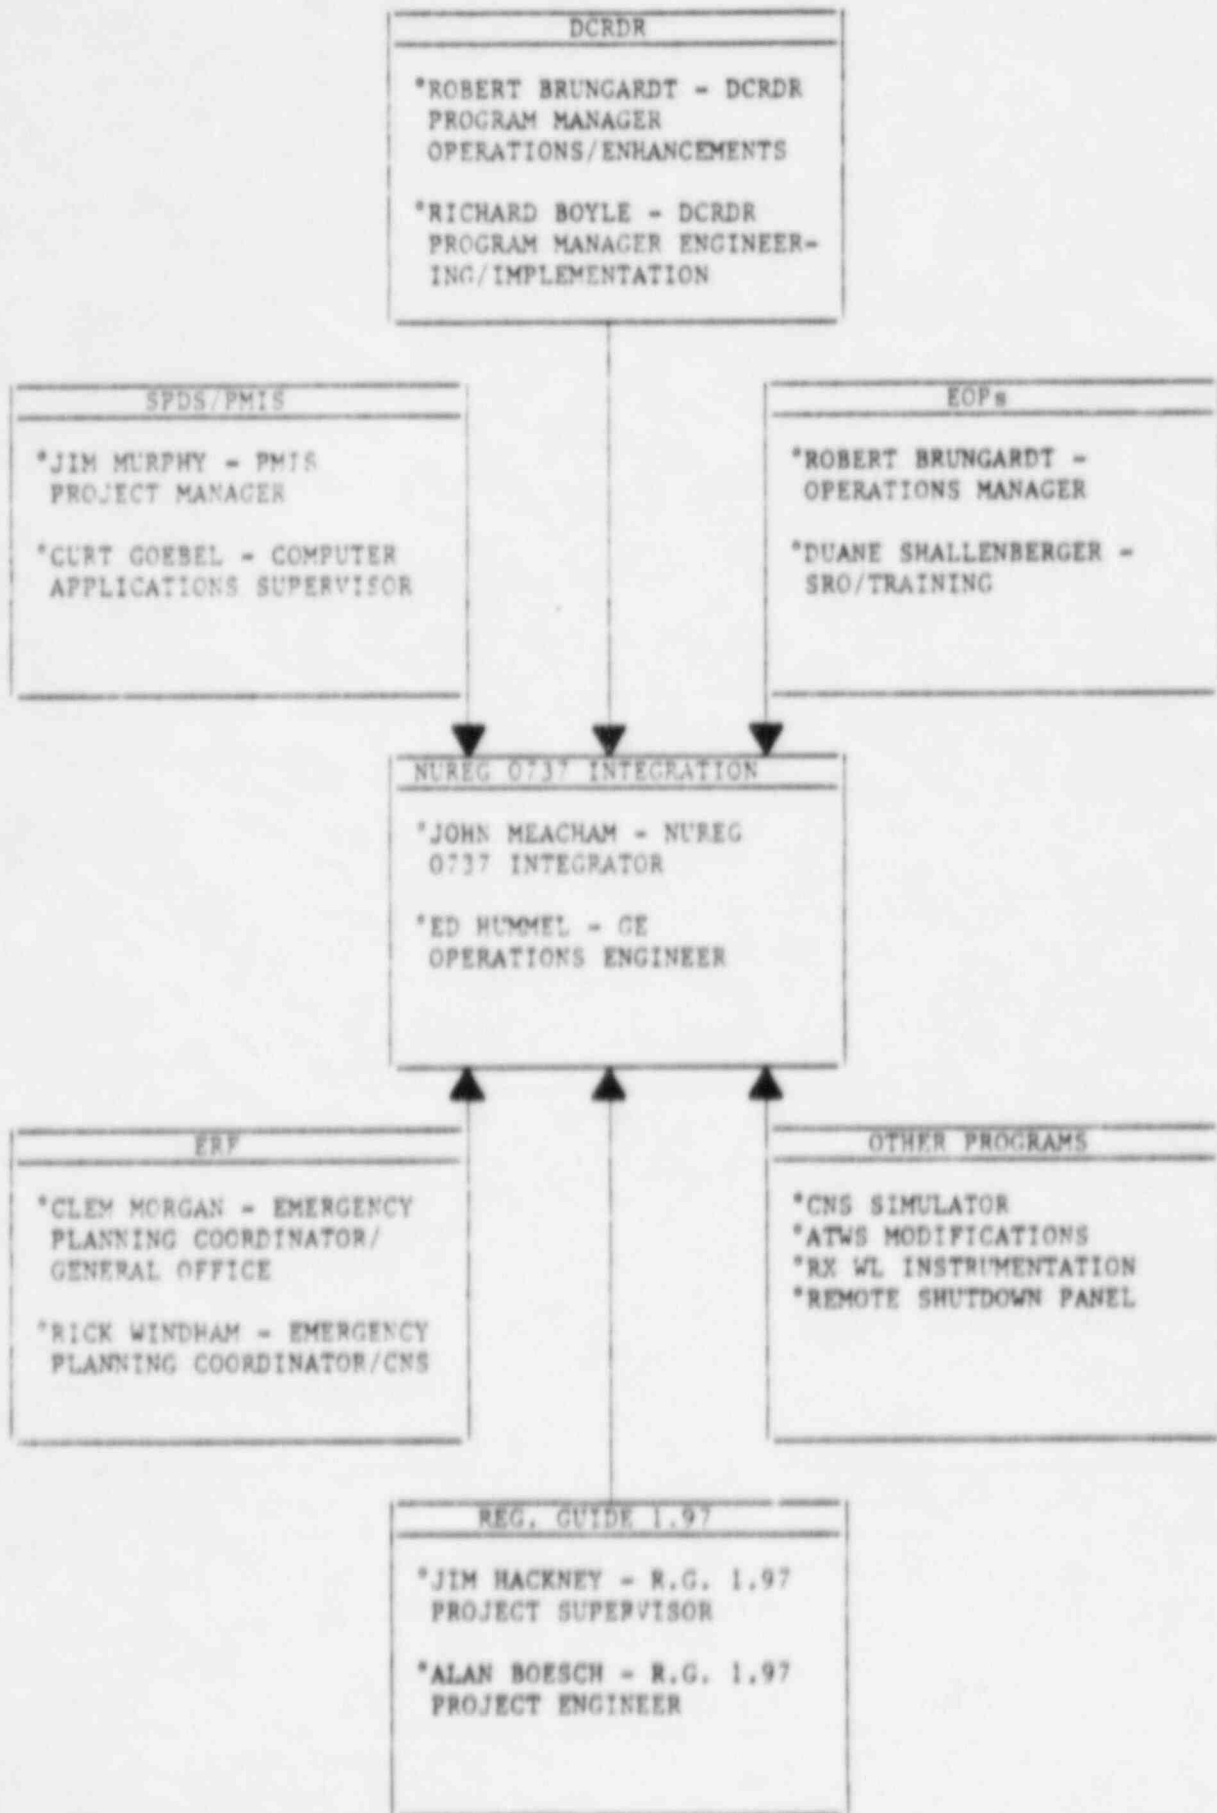 DCRDR
*ROBERT BRUNGARDT - DCRDR
PROGRAM MANAGER
OPERATIONS/ENHANCEMENTS
*RICHARD BOYLE - DCRDR
PROGRAM MANAGER ENGINEER-
ING/IMPLEMENTATION
SPDS/PMIS
*JIM MURPHY - PMIS
PROJECT MANAGER
*CURT GOEBEL - COMPUTER
APPLICATIONS SUPERVISOR
EOPs
*ROBERT BRUNGARDT -
OPERATIONS MANAGER
*DUANE SHALLENBERGER -
SRO/TRAINING
NUREG 0737 INTEGRATION
*JOHN MEACHAM - NUREG
0737 INTEGRATOR
*ED HUMMEL - GE
OPERATIONS ENGINEER
ERF
*CLEM MORGAN - EMERGENCY
PLANNING COORDINATOR/
GENERAL OFFICE
*RICK WINDHAM - EMERGENCY
PLANNING COORDINATOR/CNS
OTHER PROGRAMS
*CNS SIMULATOR
*ATWS MODIFICATIONS
*RX WL INSTRUMENTATION
*REMOTE SHUTDOWN PANEL
REG. GUIDE 1.97
*JIM HACKNEY - R.G. 1.97
PROJECT SUPERVISOR
*ALAN BOESCH - R.G. 1.97
PROJECT ENGINEER